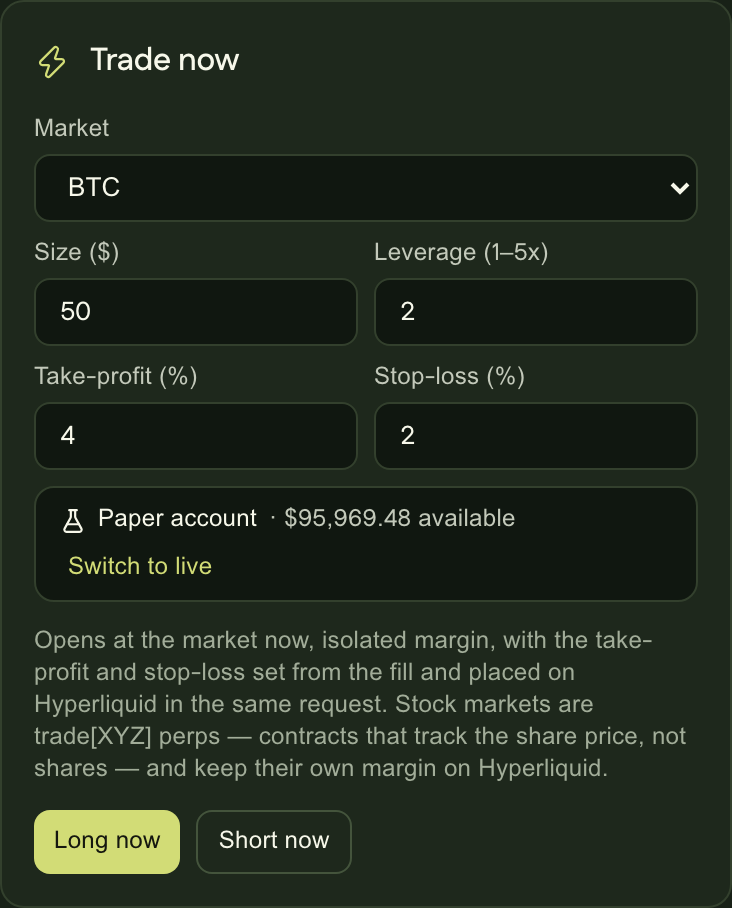 Trade now
Market
BTC
Size ($)
Leverage (1–5x)
50
2
Take-profit (%)
Stop-loss (%)
4
2
Paper account · $95,969.48 available
Switch to live
Opens at the market now, isolated margin, with the take-
profit and stop-loss set from the fill and placed on
Hyperliquid in the same request. Stock markets are
trade[XYZ] perps — contracts that track the share price, not
shares — and keep their own margin on Hyperliquid.
Long now
Short now